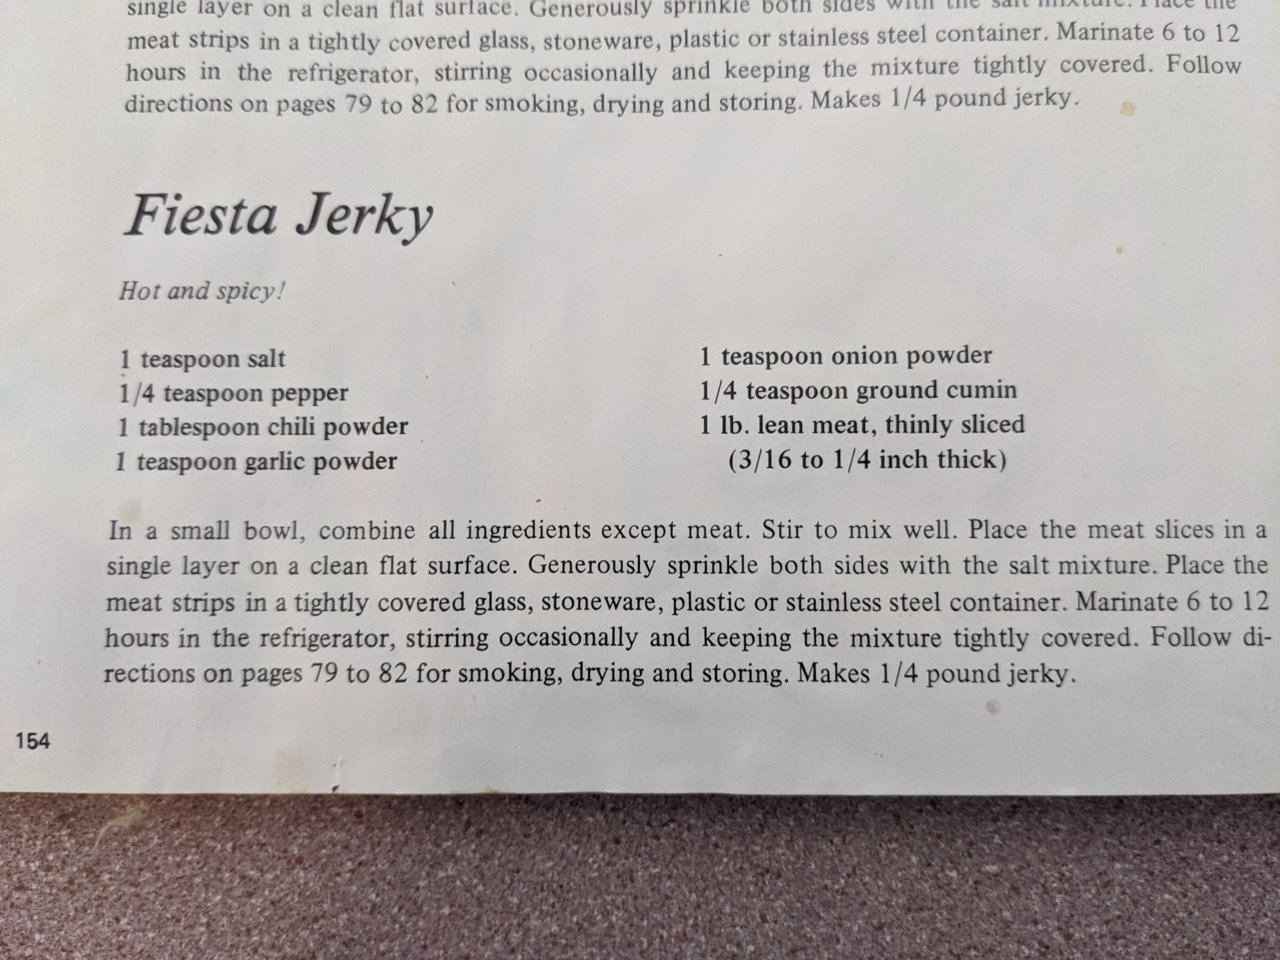 single layer on a clean flat surface. Generously sprinkle both sides with the salt mixture. Place the
meat strips in a tightly covered glass, stoneware, plastic or stainless steel container. Marinate 6 to 12
hours in the refrigerator, stirring occasionally and keeping the mixture tightly covered. Follow
directions on pages 79 to 82 for smoking, drying and storing. Makes 1/4 pound jerky.
Fiesta Jerky
Hot and spicy!
1 teaspoon salt
1/4 teaspoon pepper
1 tablespoon chili powder
1 teaspoon garlic powder
1 teaspoon onion powder
1/4 teaspoon ground cumin
1 lb. lean meat, thinly sliced
(3/16 to 1/4 inch thick)
In a small bowl, combine all ingredients except meat. Stir to mix well. Place the meat slices in a
single layer on a clean flat surface. Generously sprinkle both sides with the salt mixture. Place the
meat strips in a tightly covered glass, stoneware, plastic or stainless steel container. Marinate 6 to 12
hours in the refrigerator, stirring occasionally and keeping the mixture tightly covered. Follow di-
rections on pages 79 to 82 for smoking, drying and storing. Makes 1/4 pound jerky.
154